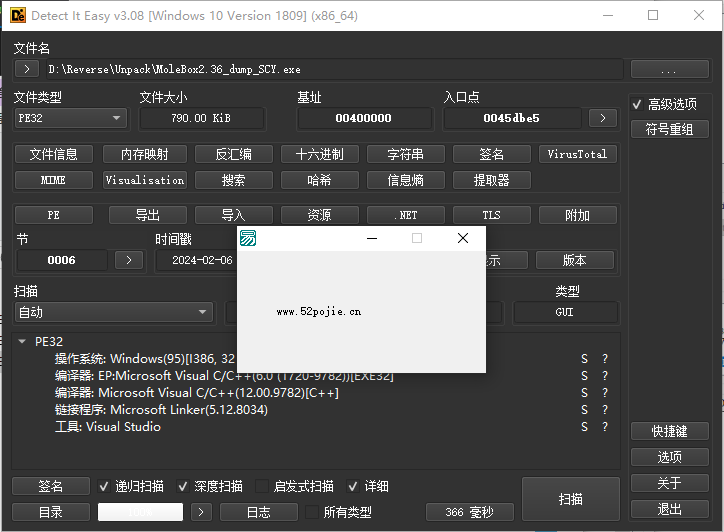 Detect It Easy v3.08 [Windows 10 Version 1809] (x86_64)
文件名
> D:\Reverse\Unpack\MoleBox2.36_dump_SCY.exe ...
文件类型 文件大小 基址 入口点
PE32 790.00 KiB 00400000 0045dbe5 >
高级选项
符号重组
文件信息 内存映射 反汇编 十六进制 字符串 签名 VirusTotal
MIME Visualisation 搜索 哈希 信息熵 提取器
PE 导出 导入 资源 .NET TLS 附加
节 时间戳
0006 > 2024-02-06 示 版本
扫描 类型
自动 GUI
www.52pojie.cn
PE32
操作系统: Windows(95)[I386, 32 S ?
编译器: EP:Microsoft Visual C/C++(6.0 (1720-9782))[EXE32] S ?
编译器: Microsoft Visual C/C++(12.00.9782)[C++] S ?
链接程序: Microsoft Linker(5.12.8034) S ?
工具: Visual Studio S ?
快捷键
选项
关于
退出
签名 递归扫描 深度扫描 启发式扫描 详细 扫描
目录 100% > 日志 所有类型 366 毫秒